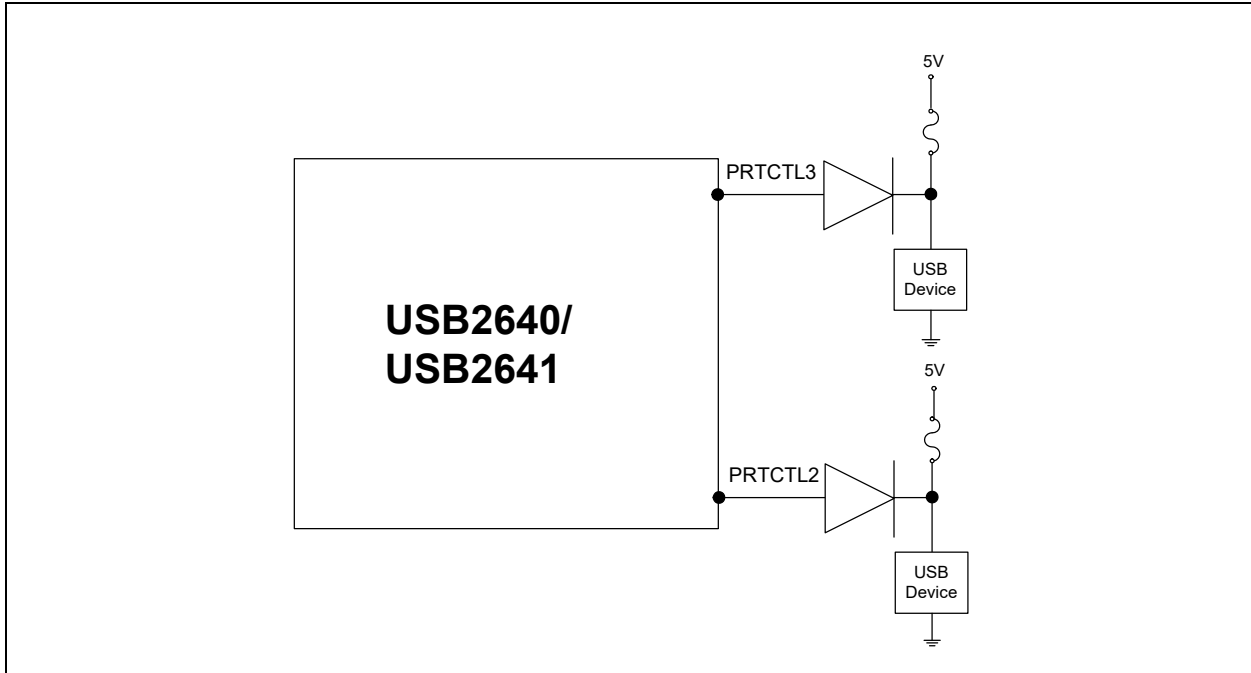 5V
PRTCTL3
USB
Device
USB2640/
USB2641
5V
PRTCTL2
USB
Device